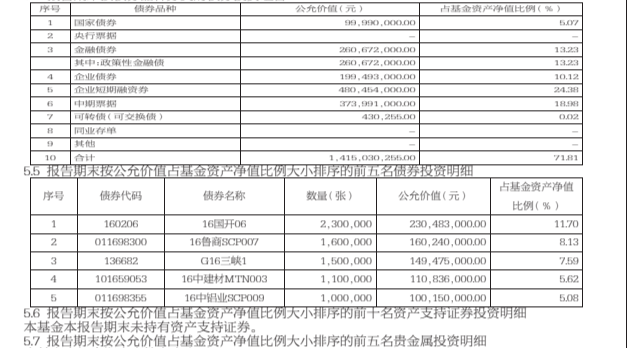 序号 债券品种 公允价值（元） 占基金资产净值比例（%）
1 国家债券 99,990,000.00 5.07
2 央行票据 – –
3 金融债券 260,672,000.00 13.23
其中：政策性金融债 260,672,000.00 13.23
4 企业债券 199,493,000.00 10.12
5 企业短期融资券 480,454,000.00 24.38
6 中期票据 373,991,000.00 18.98
7 可转债（可交换债） 430,255.00 0.02
8 同业存单 – –
9 其他 – –
10 合计 1,415,030,255.00 71.81
5.5 报告期末按公允价值占基金资产净值比例大小排序的前五名债券投资明细
序号 债券代码 债券名称 数量（张） 公允价值（元） 占基金资产净值
比例（%）
1 160206 16国开06 2,300,000 230,483,000.00 11.70
2 011698300 16鲁商SCP007 1,600,000 160,240,000.00 8.13
3 136682 G16三峡1 1,500,000 149,475,000.00 7.59
4 101659053 16中建材MTN003 1,100,000 110,836,000.00 5.62
5 011698355 16中铝业SCP009 1,000,000 100,150,000.00 5.08
5.6 报告期末按公允价值占基金资产净值比例大小排序的前十名资产支持证券投资明细
本基金本报告期末未持有资产支持证券。
5.7 报告期末按公允价值占基金资产净值比例大小排序的前五名贵金属投资明细